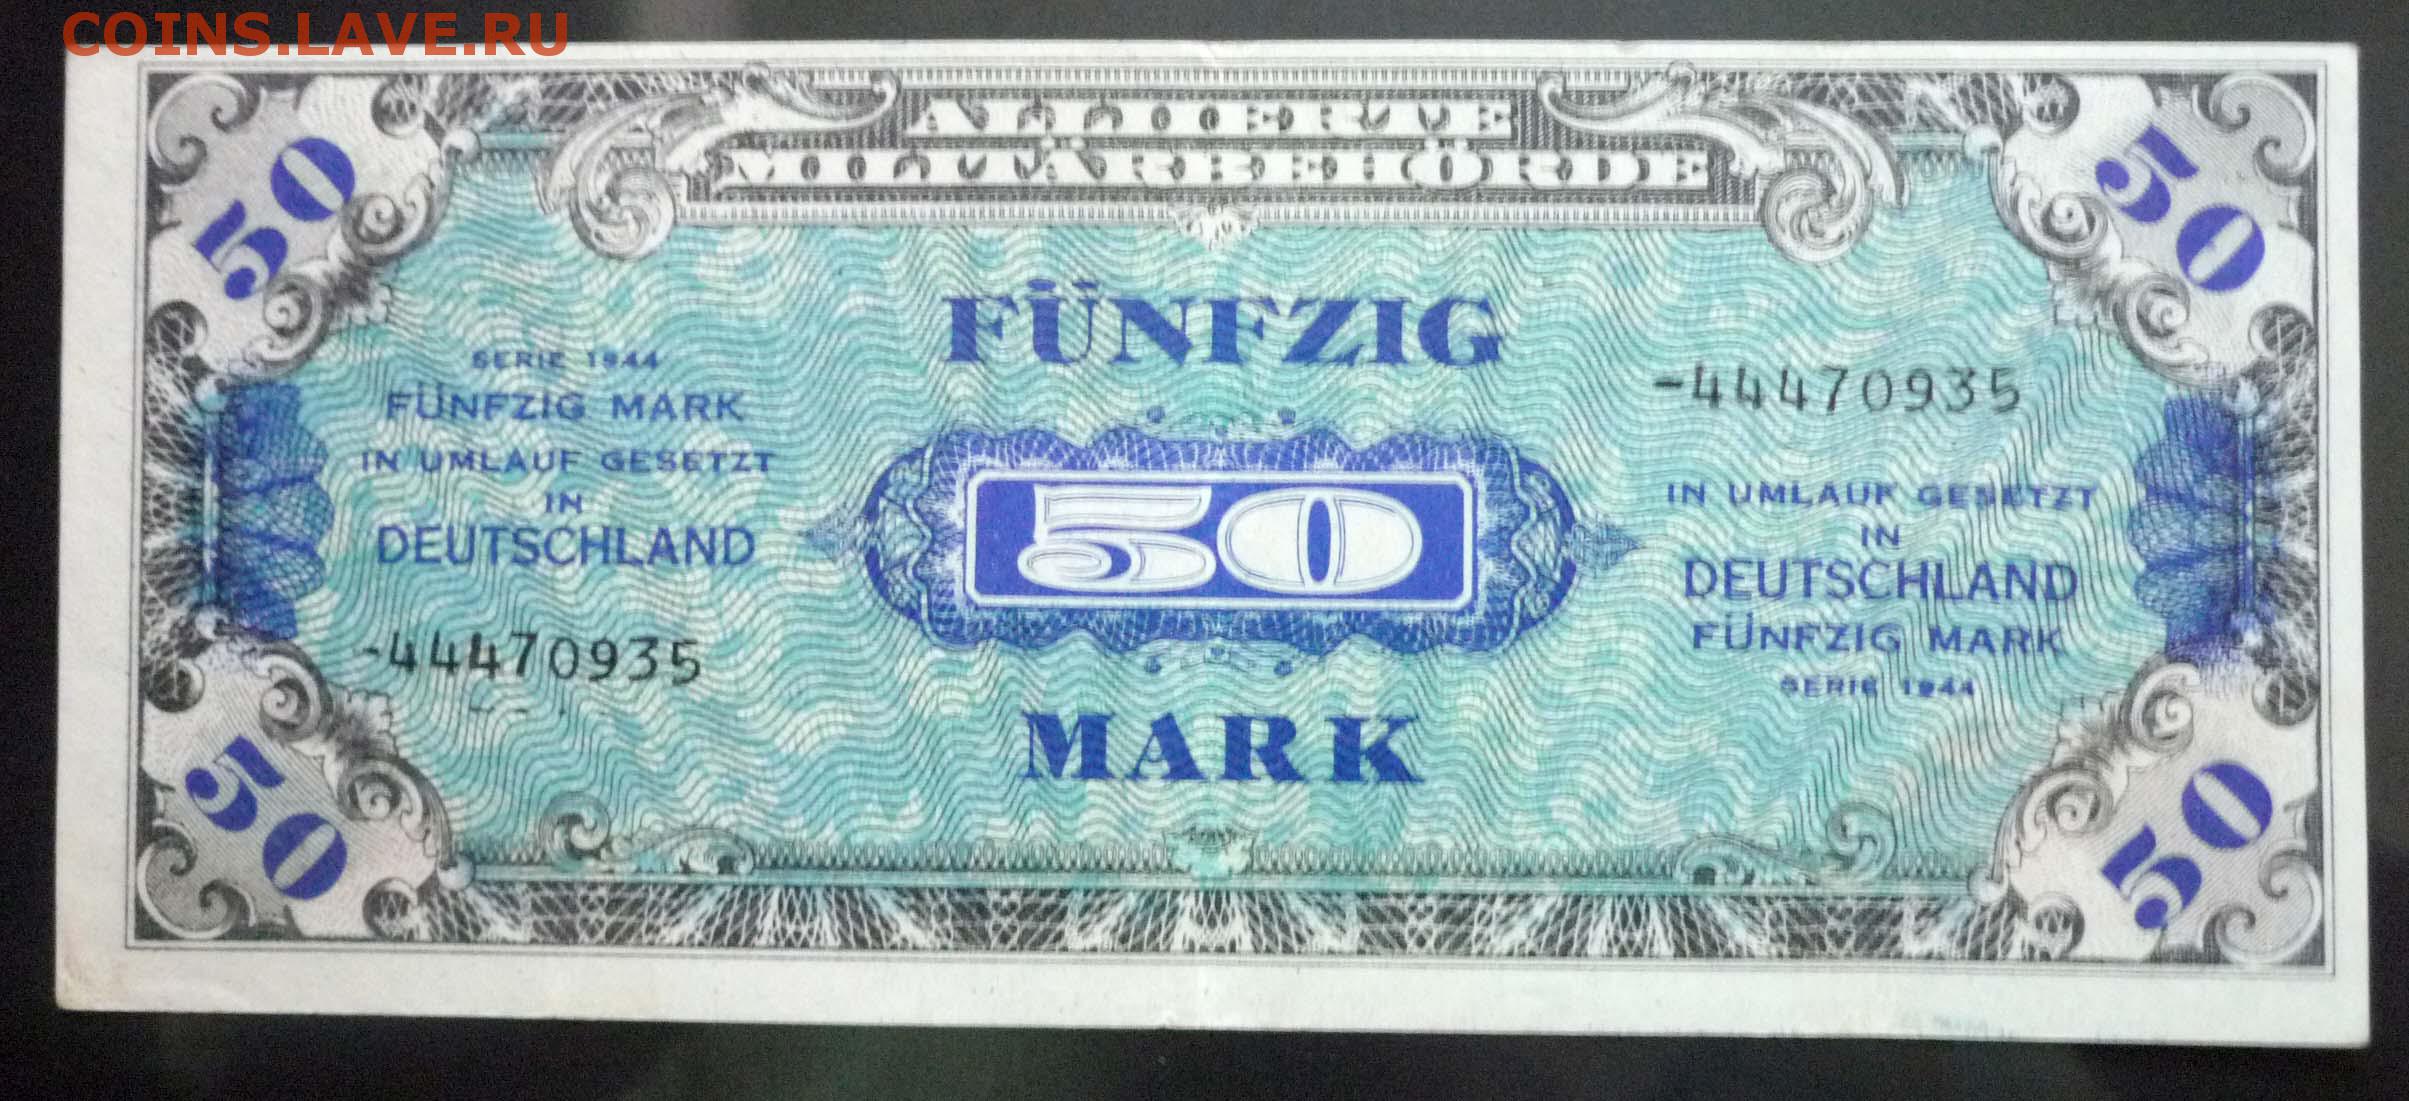 COINS.LAVE.RU
ALLIIERTE
MILITÄRBEHÖRDE
50
50
FÜNFZIG
SERIE 1944
FÜNFZIG MARK
IN UMLAUF GESETZT
IN
DEUTSCHLAND
-44470935
50
-44470935
IN UMLAUF GESETZT
IN
DEUTSCHLAND
FÜNFZIG MARK
SERIE 1944
MARK
50
50